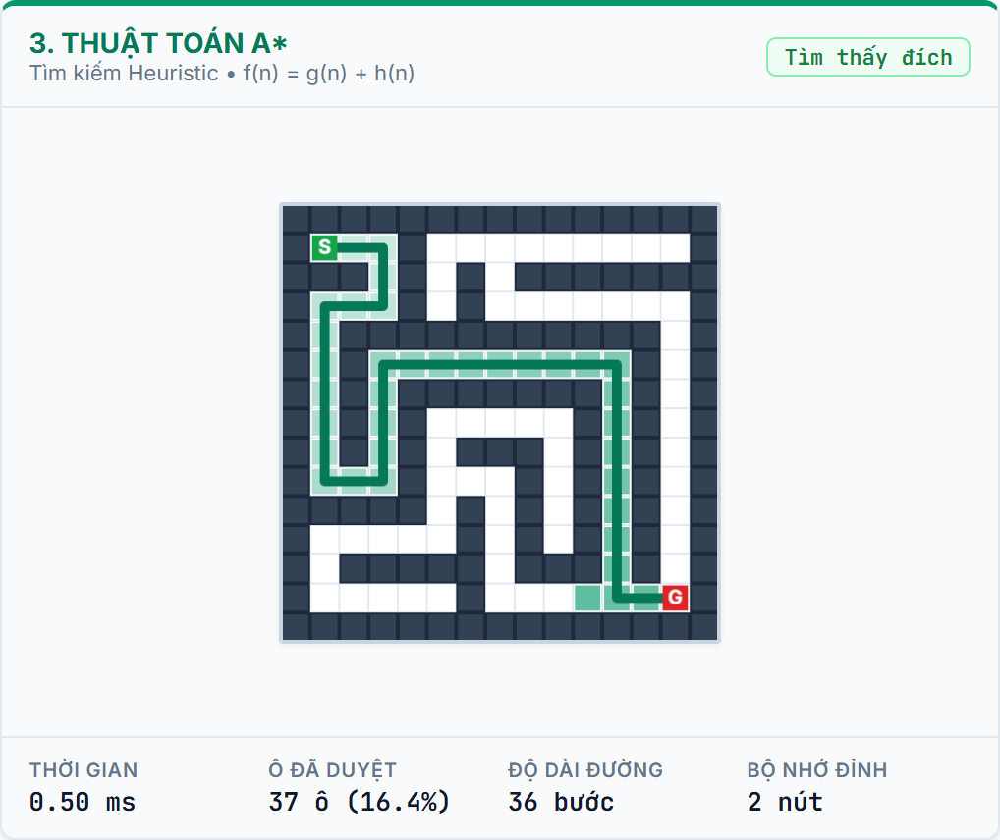 3. THUẬT TOÁN A*
Tìm kiếm Heuristic • f(n) = g(n) + h(n)
Tìm thấy đích
S
G
THỜI GIAN
0.50 ms
Ô ĐÃ DUYỆT
37 ô (16.4%)
ĐỘ DÀI ĐƯỜNG
36 bước
BỘ NHỚ ĐỈNH
2 nút